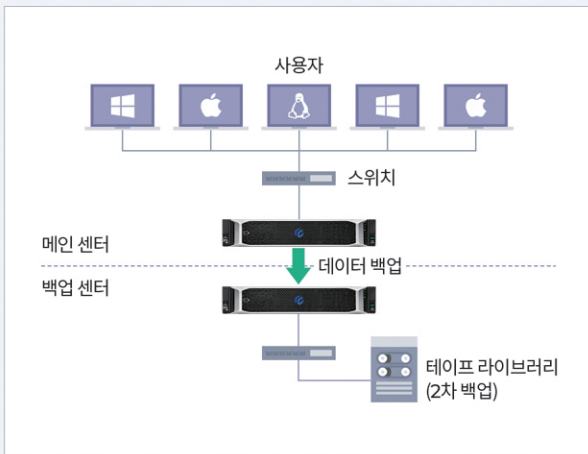 사용자
스위치
메인 센터
데이터 백업
백업 센터
테이프 라이브러리
(2차 백업)